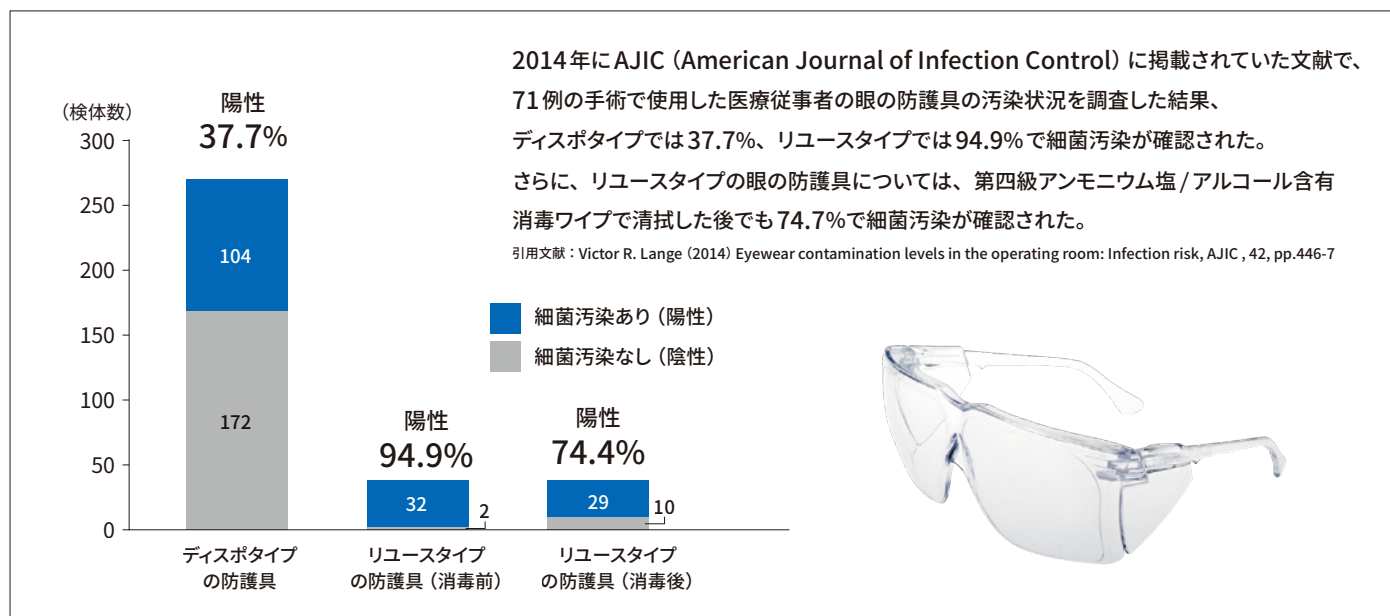 2014年にAJIC（American Journal of Infection Control）に掲載されていた文献で、
71例の手術で使用した医療従事者の眼の防護具の汚染状況を調査した結果、
ディスポタイプでは37.7%、リユースタイプでは94.9%で細菌汚染が確認された。
さらに、リユースタイプの眼の防護具については、第四級アンモニウム塩/アルコール含有
消毒ワイプで清拭した後でも74.7%で細菌汚染が確認された。
引用文献：Victor R. Lange（2014）Eyewear contamination levels in the operating room: Infection risk, AJIC , 42, pp.446-7
（検体数）
300
250
200
150
100
50
0
陽性
37.7%
104
172
ディスポタイプ
の防護具
陽性
94.9%
32
2
リユースタイプ
の防護具（消毒前）
陽性
74.4%
29
10
リユースタイプ
の防護具（消毒後）
細菌汚染あり（陽性）
細菌汚染なし（陰性）